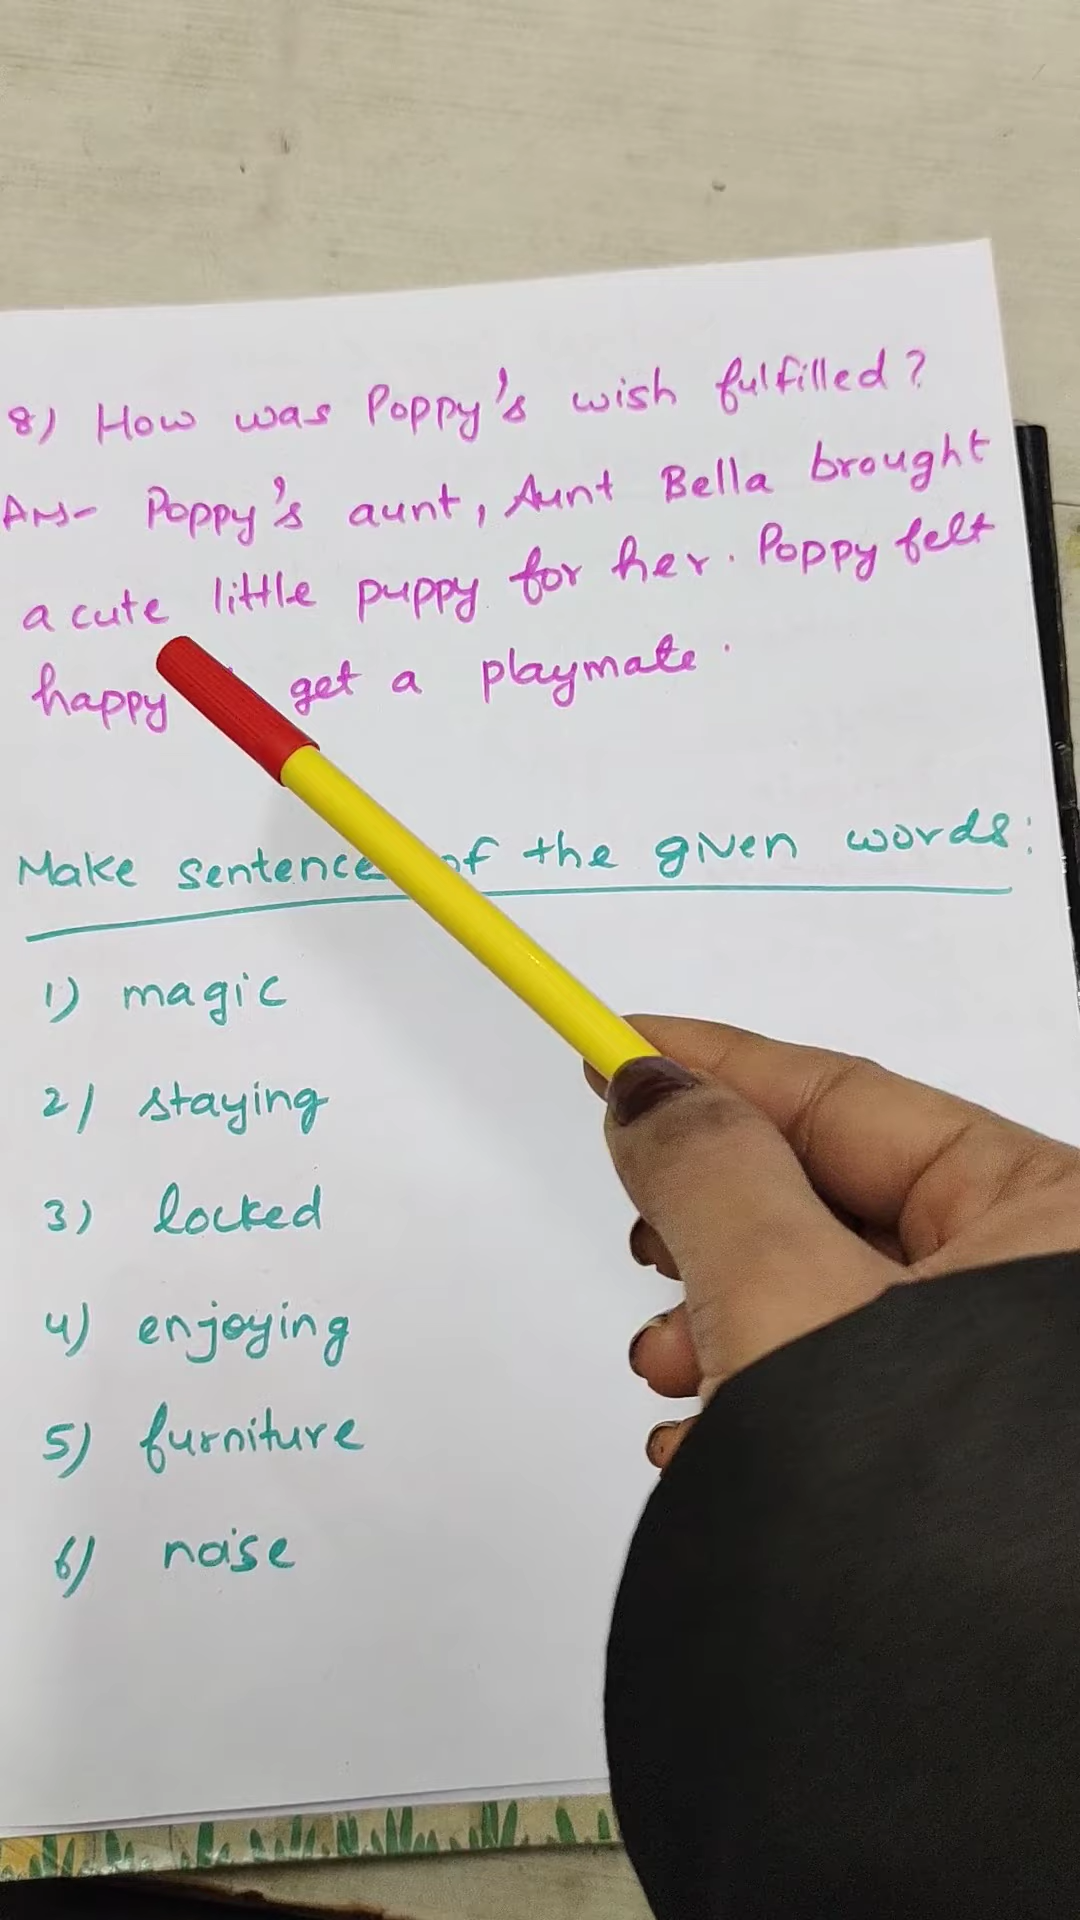 8) How was Poppy's wish fulfilled?
Ans- Poppy's aunt, Aunt Bella brought
a cute little puppy for her. Poppy felt
happy get a playmate.
Make sentence of the given words:
1) magic
2) staying
3) locked
4) enjoying
5) furniture
6) noise